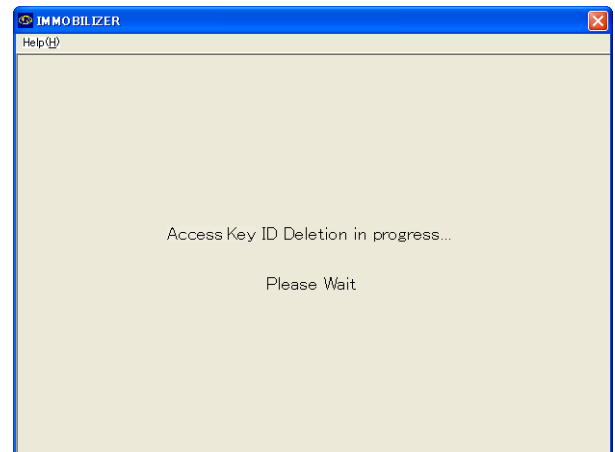 IMMOBILIZER
Help(H)
Access Key ID Deletion in progress...
Please Wait